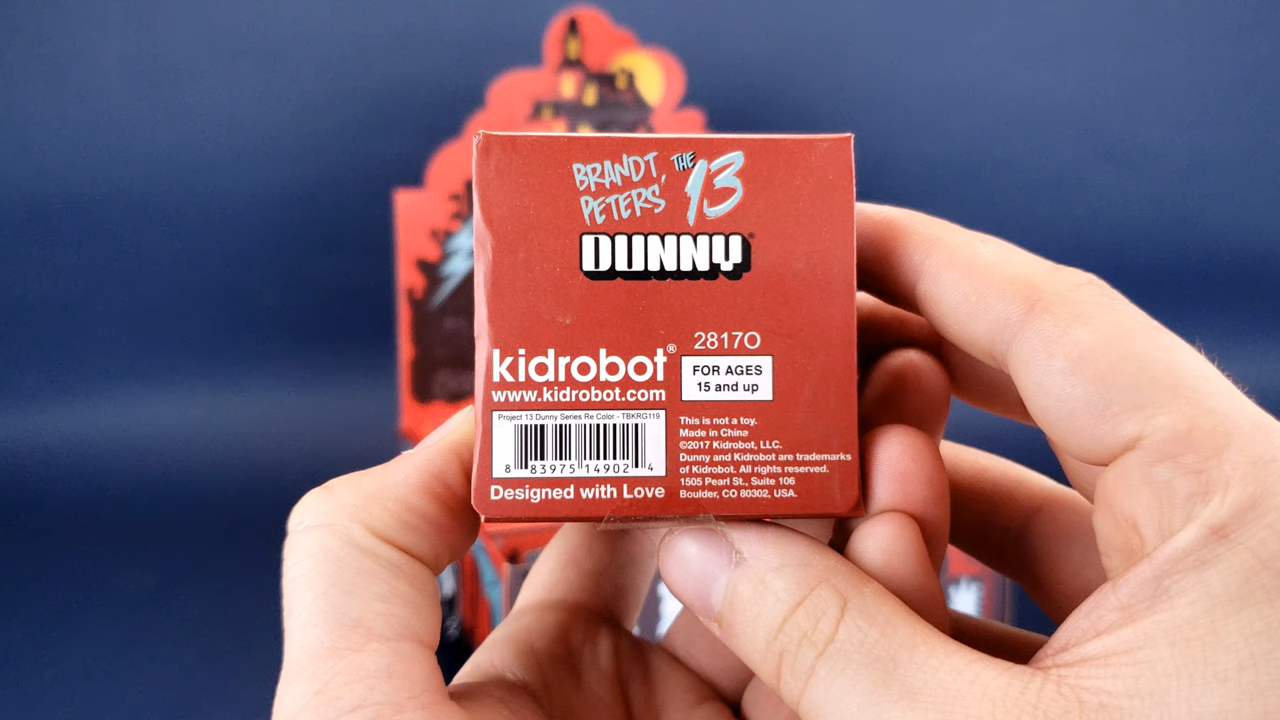 BRANDT PETERS' THE 13
DUNNY®
2817O
kidrobot®
www.kidrobot.com
FOR AGES
15 and up
Project 13 Dunny Series Re Color - TBKRG119
8 83975 14902 4
Designed with Love
This is not a toy.
Made in China
©2017 Kidrobot, LLC.
Dunny and Kidrobot are trademarks
of Kidrobot. All rights reserved.
1505 Pearl St., Suite 106
Boulder, CO 80302, USA.